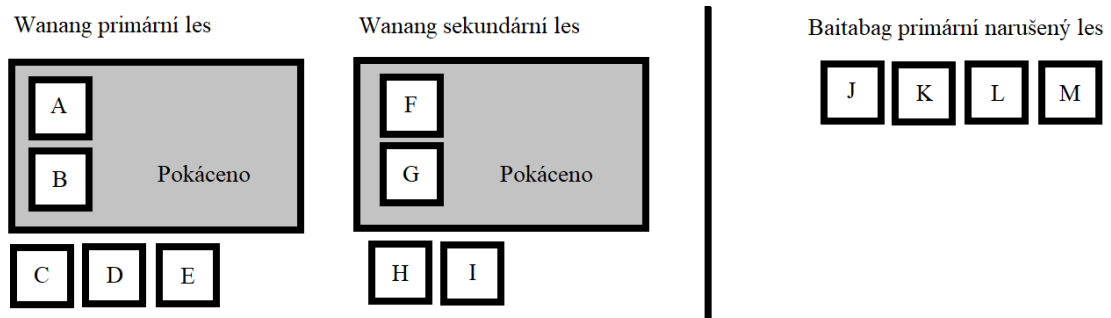 Wanang primární les
A
B
Pokáceno
C D E
Wanang sekundární les
F
G
Pokáceno
H I
Baitabag primární narušený les
J K L M